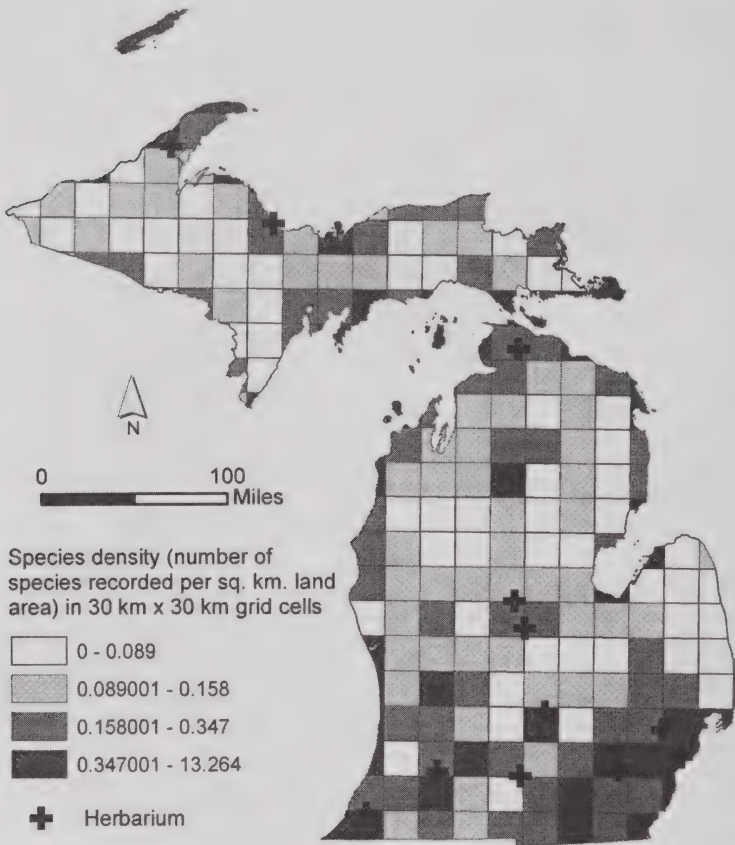 N
0 100
Miles
Species density (number of
species recorded per sq. km. land
area) in 30 km x 30 km grid cells
0 - 0.089
0.089001 - 0.158
0.158001 - 0.347
0.347001 - 13.264
Herbarium